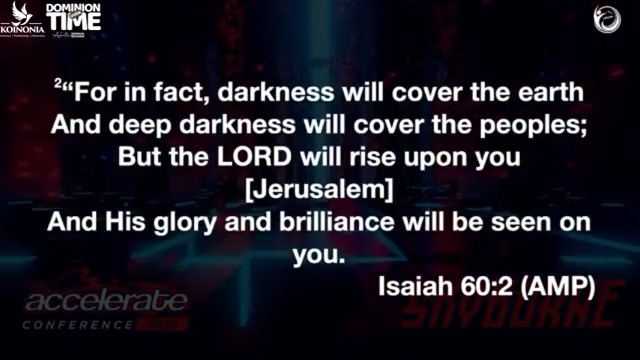 KOINONIA
DOMINION
TIME
²“For in fact, darkness will cover the earth
And deep darkness will cover the peoples;
But the LORD will rise upon you
[Jerusalem]
And His glory and brilliance will be seen on
you.
Isaiah 60:2 (AMP)
accelerate
CONFERENCE